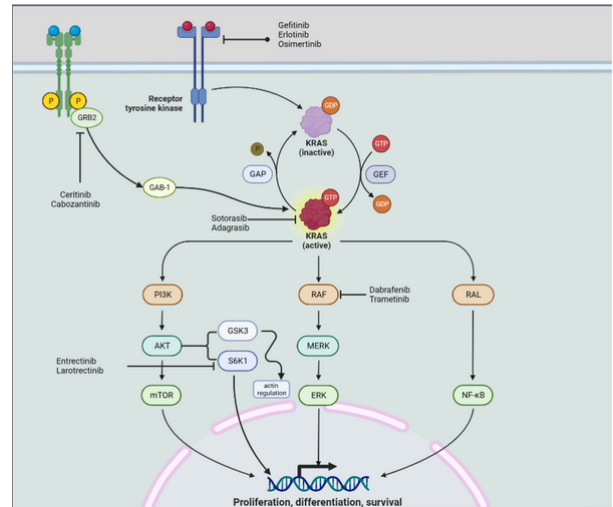 Gefitinib
Erlotinib
Osimertinib
Receptor
tyrosine kinase
GDP
P
P
GRB2
KRAS
(inactive)
P
GTP
GAP
GEF
Ceritinib
Cabozantinib
GAB-1
GTP
GDP
Sotorasib
Adagrasib
KRAS
(active)
PI3K
RAF
Dabrafenib
Trametinib
RAL
GSK3
AKT
MERK
S6K1
Entrectinib
Larotrectinib
actin
regulation
mTOR
ERK
NF-κB
Proliferation, differentiation, survival